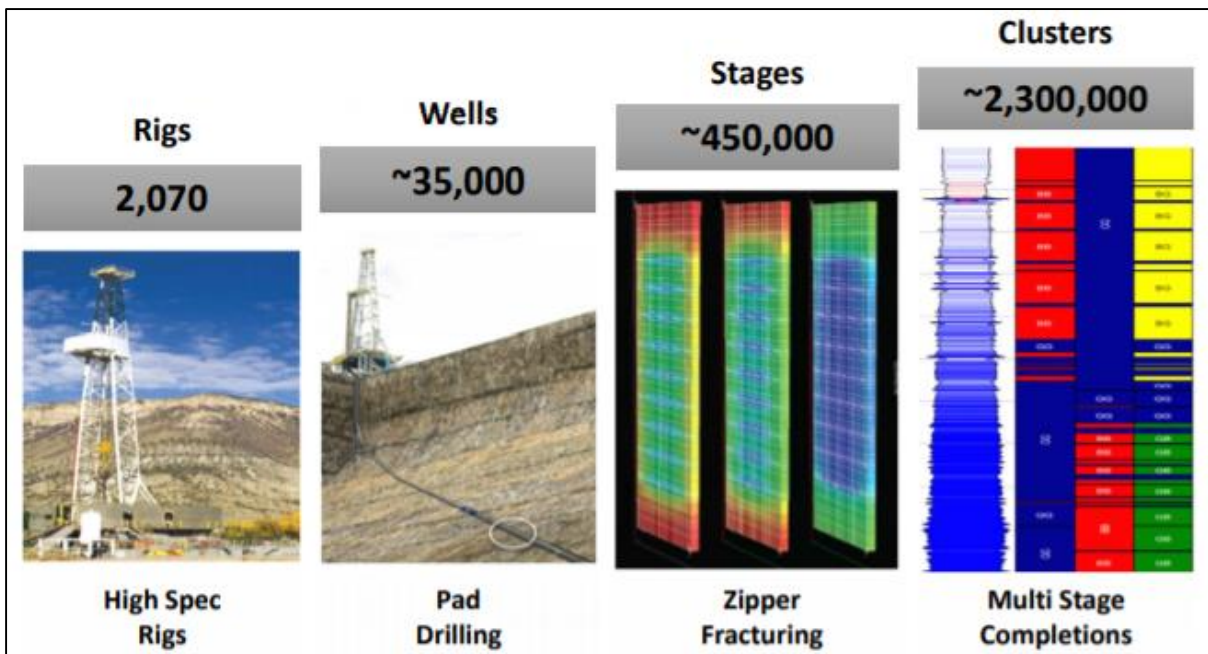 Rigs
2,070
High Spec
Rigs
Wells
~35,000
Pad
Drilling
Stages
~450,000
Zipper
Fracturing
Clusters
~2,300,000
Multi Stage
Completions